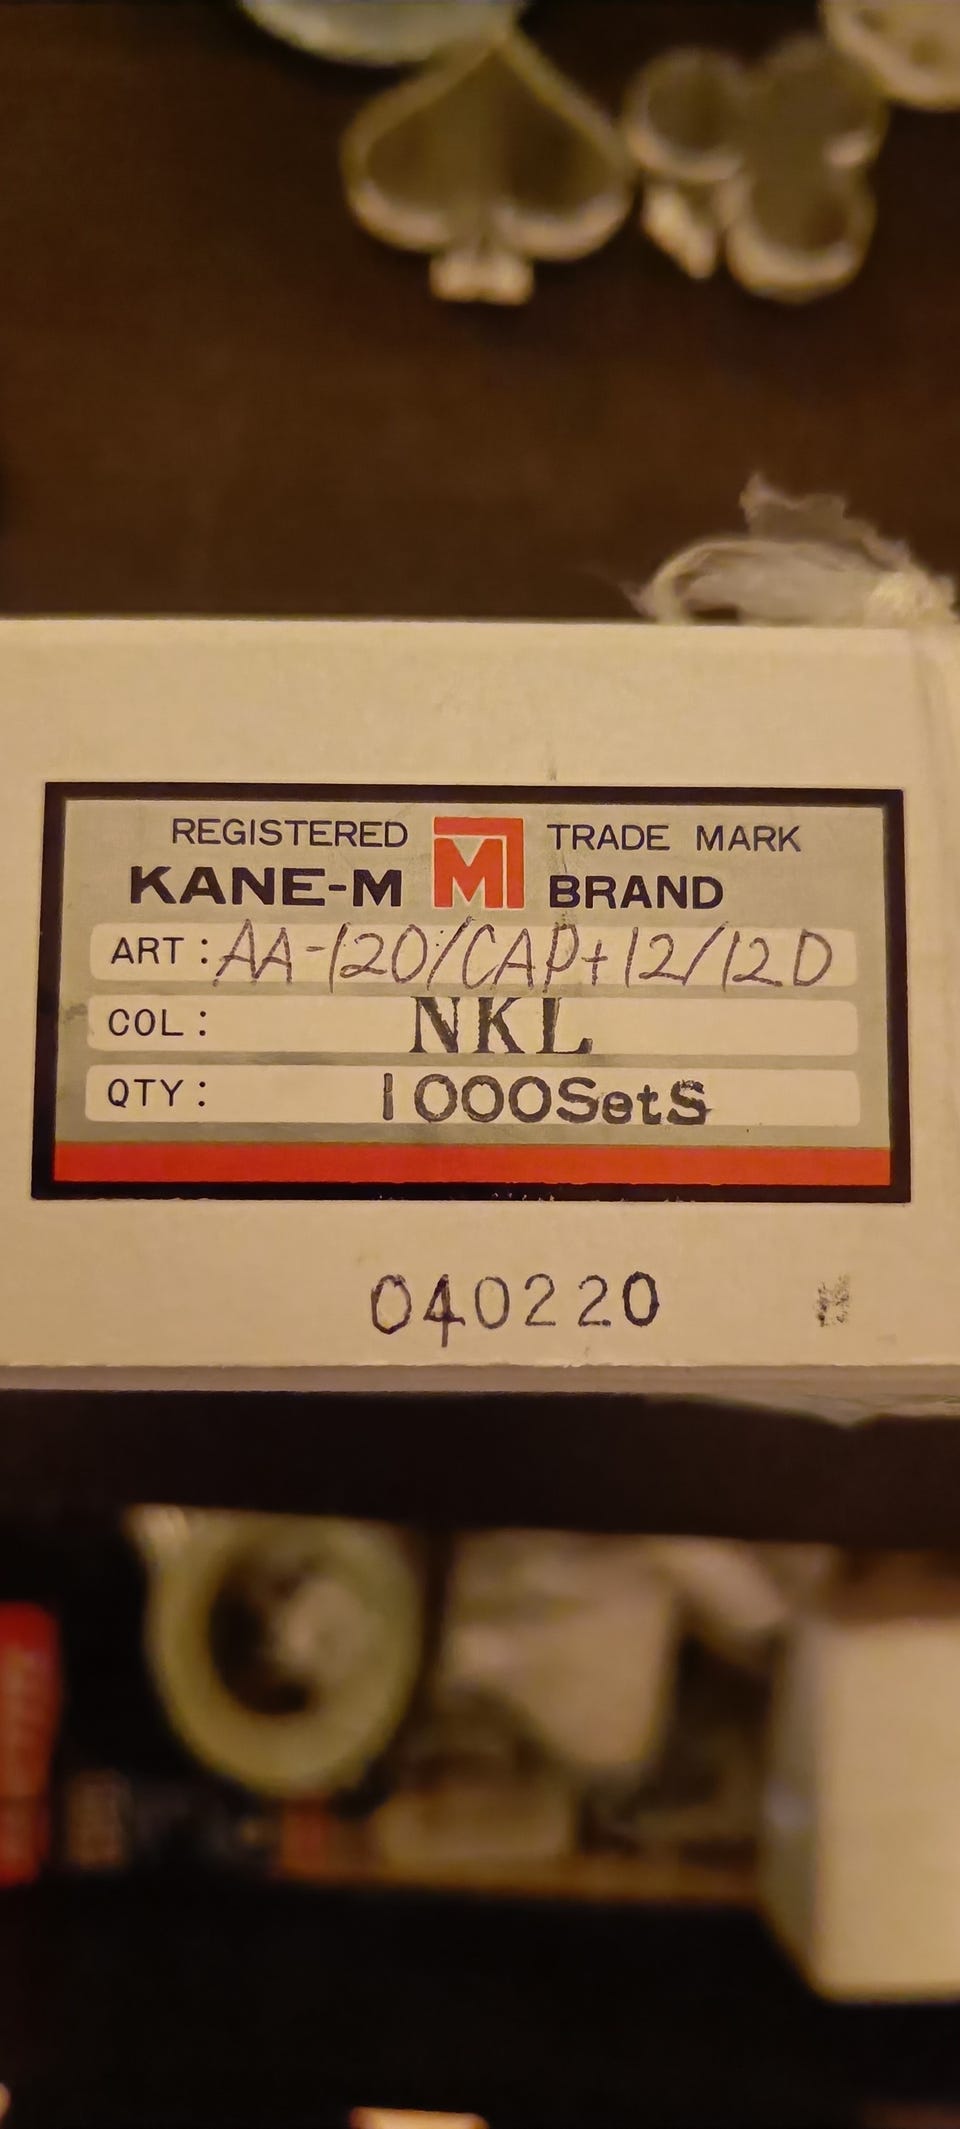 REGISTERED M TRADE MARK
KANE-M BRAND
ART: AA-120/CAP+12/12D
COL: NKL
QTY: 1000SetS
040220